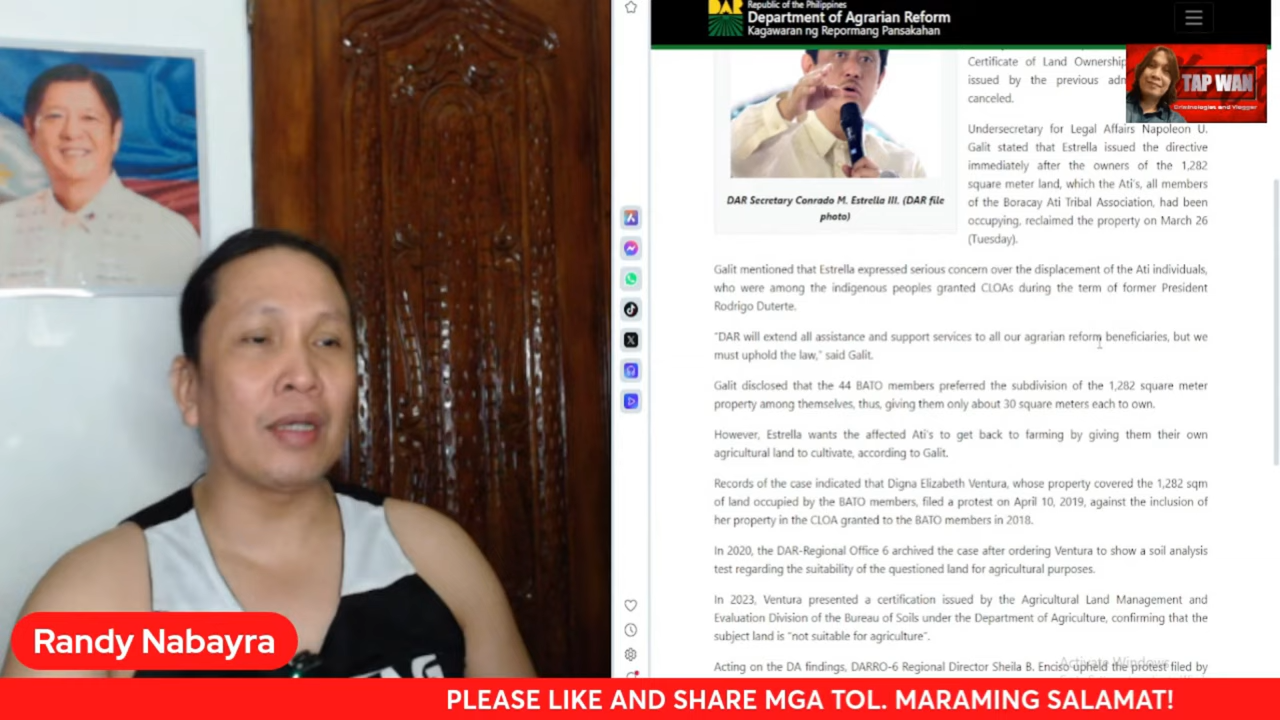 Republic of the Philippines
DAR
Department of Agrarian Reform
Kagawaran ng Repormang Pansakahan
TAP WAN
Criminologist and Vlogger
Certificate of Land Ownership
issued by the previous
canceled.
Undersecretary for Legal Affairs Napoleon U.
Galit stated that Estrella issued the directive
immediately after the owners of the 1,282
square meter land, which the Ati's, all members
of the Boracay Ati Tribal Association, had been
occupying, reclaimed the property on March 26
(Tuesday).
DAR Secretary Conrado M. Estrella III. (DAR file
photo)
Galit mentioned that Estrella expressed serious concern over the displacement of the Ati individuals,
who were among the indigenous peoples granted CLOAs during the term of former President
Rodrigo Duterte.
"DAR will extend all assistance and support services to all our agrarian reform beneficiaries, but we
must uphold the law," said Galit.
Galit disclosed that the 44 BATO members preferred the subdivision of the 1,282 square meter
property among themselves, thus, giving them only about 30 square meters each to own.
However, Estrella wants the affected Ati's to get back to farming by giving them their own
agricultural land to cultivate, according to Galit.
Records of the case indicated that Digna Elizabeth Ventura, whose property covered the 1,282 sqm
of land occupied by the BATO members, filed a protest on April 10, 2019, against the inclusion of
her property in the CLOA granted to the BATO members in 2018.
In 2020, the DAR-Regional Office 6 archived the case after ordering Ventura to show a soil analysis
test regarding the suitability of the questioned land for agricultural purposes.
In 2023, Ventura presented a certification issued by the Agricultural Land Management and
Evaluation Division of the Bureau of Soils under the Department of Agriculture, confirming that the
subject land is "not suitable for agriculture".
Acting on the DA findings, DARRO-6 Regional Director Sheila B. Enciso upheld the protest filed by
Activate Windows
Randy Nabayra
PLEASE LIKE AND SHARE MGA TOL. MARAMING SALAMAT!